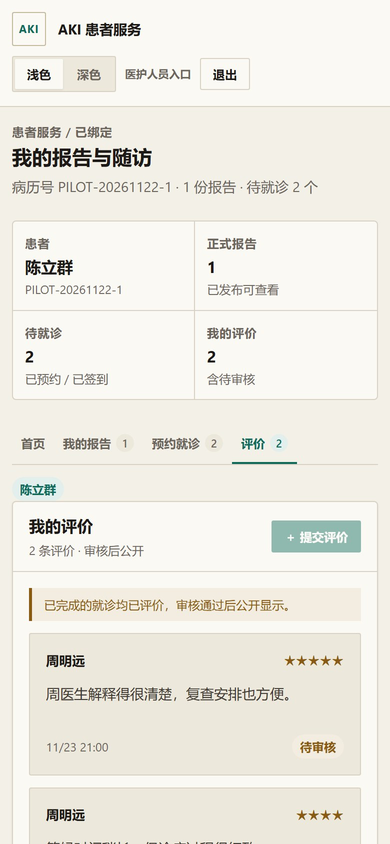 AKI
AKI 患者服务
浅色
深色
医护人员入口
退出
患者服务 / 已绑定
我的报告与随访
病历号 PILOT-20261122-1 · 1 份报告 · 待就诊 2 个
患者
陈立群
PILOT-20261122-1
正式报告
1
已发布可查看
待就诊
2
已预约 / 已签到
我的评价
2
含待审核
首页
我的报告 1
预约就诊 2
评价 2
陈立群
我的评价
2 条评价 · 审核后公开
+ 提交评价
已完成的就诊均已评价，审核通过后公开显示。
周明远
★★★★★
周医生解释得很清楚，复查安排也方便。
11/23 21:00
待审核
周明远
★★★★